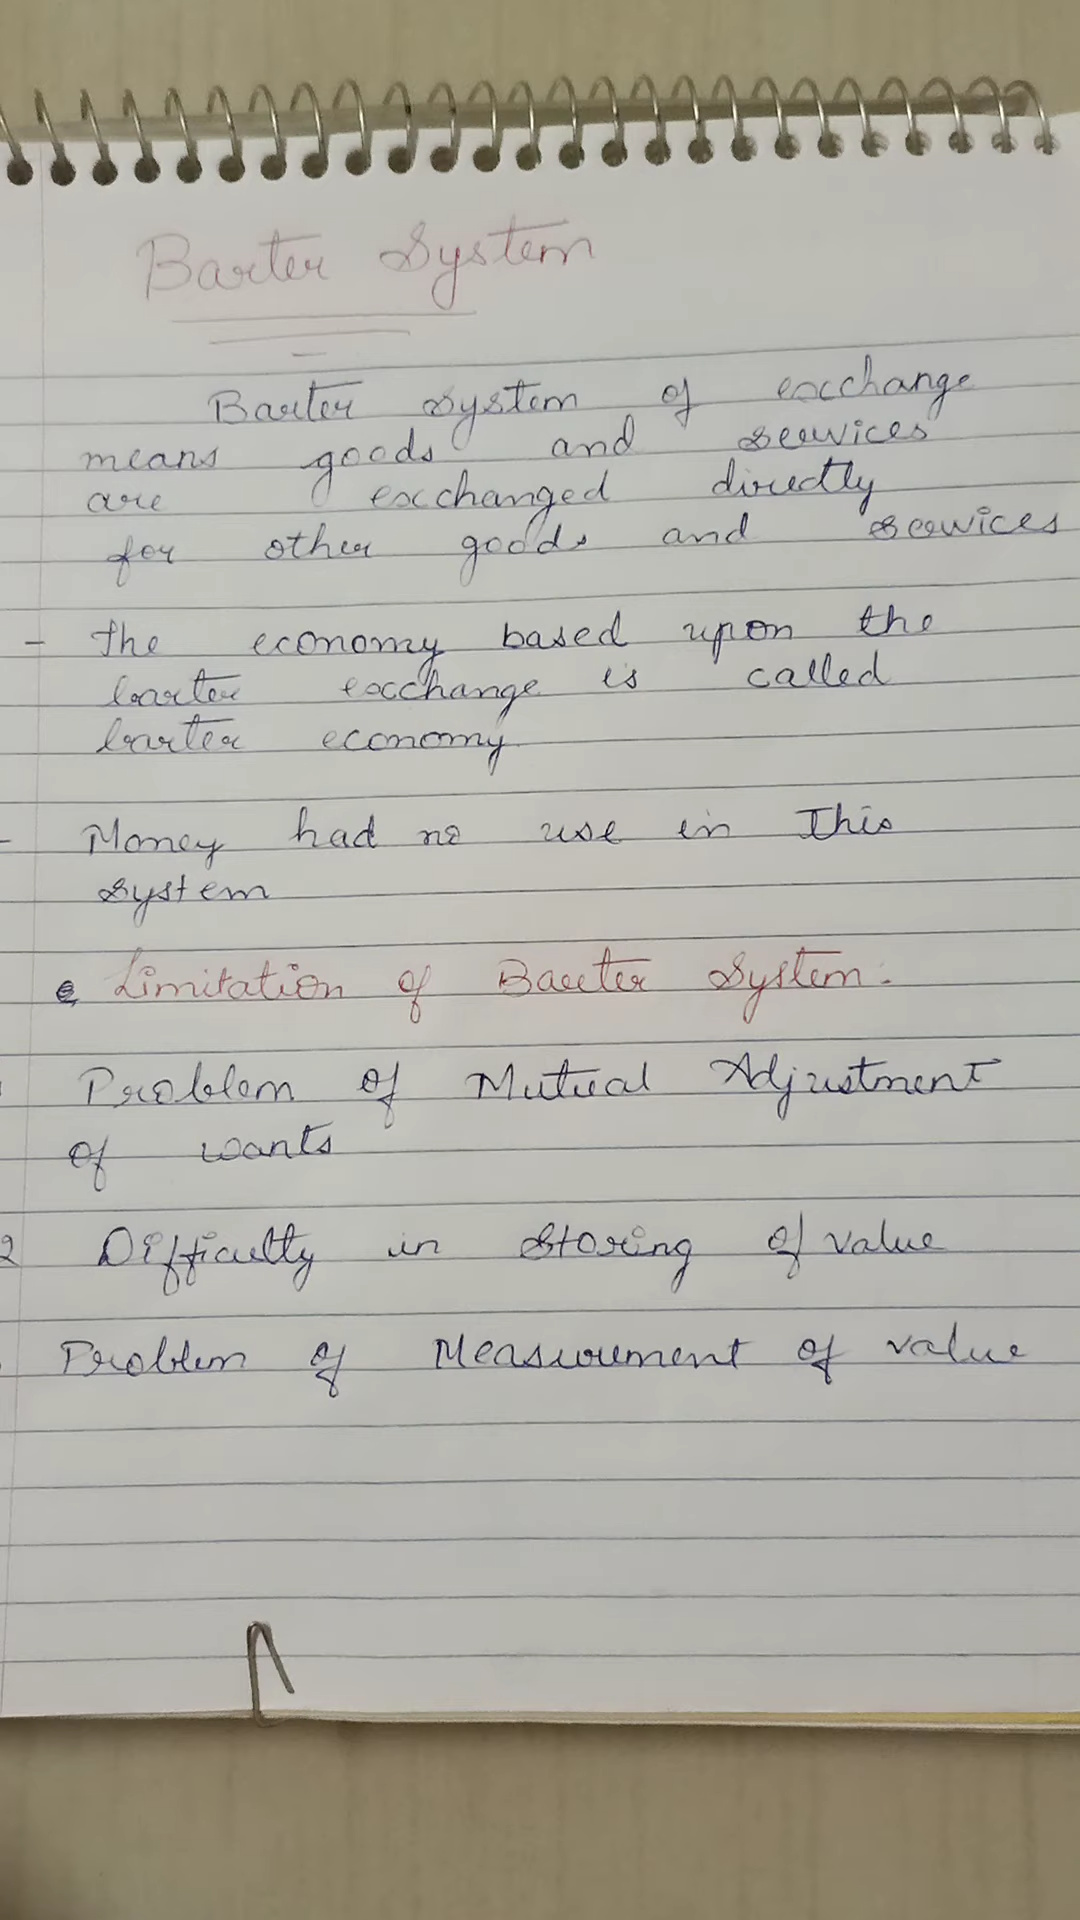 Barter System
Barter system of exchange
means goods and services
are exchanged directly
for other goods and services
- The economy based upon the
barter exchange is called
barter economy
- Money had no use in This
system
Limitation of Barter System.
Problem of Mutual Adjustment
of wants
2 Difficulty in Storing of value
Problem of Measurement of value